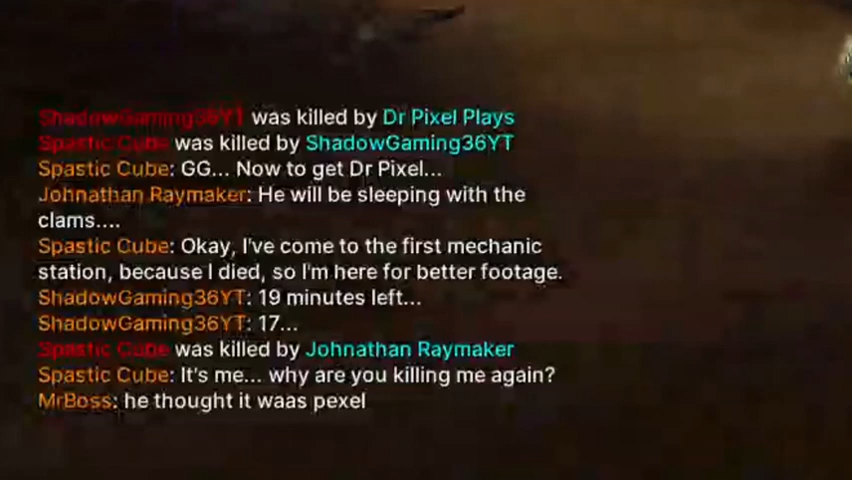 ShadowGaming36YT was killed by Dr Pixel Plays
Spastic Cube was killed by ShadowGaming36YT
Spastic Cube: GG... Now to get Dr Pixel...
Johnathan Raymaker: He will be sleeping with the
clams....
Spastic Cube: Okay, I've come to the first mechanic
station, because I died, so I'm here for better footage.
ShadowGaming36YT: 19 minutes left...
ShadowGaming36YT: 17...
Spastic Cube was killed by Johnathan Raymaker
Spastic Cube: It's me... why are you killing me again?
MrBoss: he thought it waas pexel